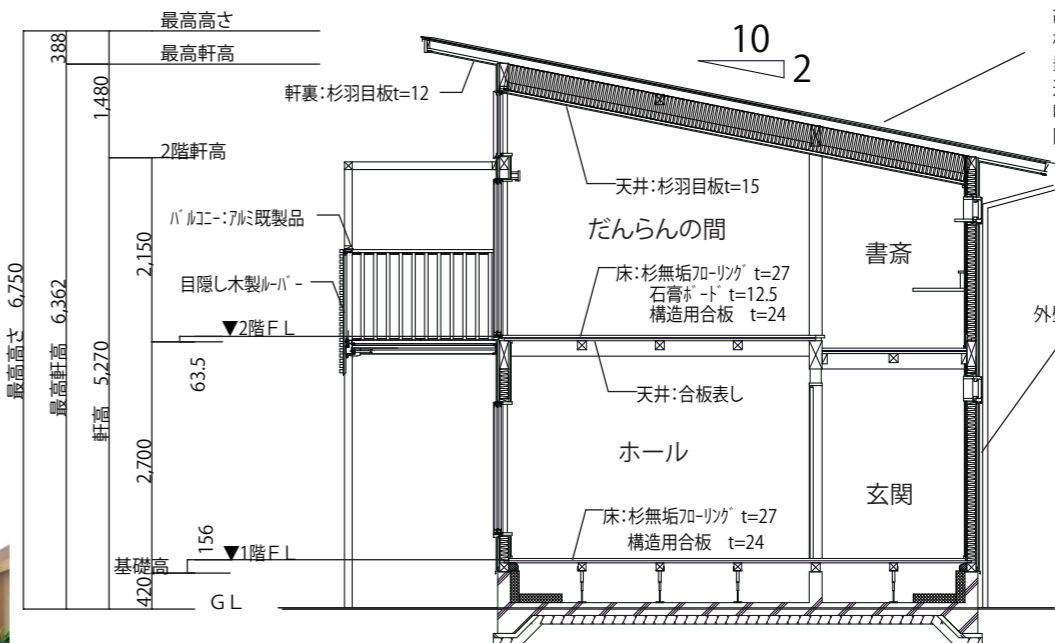 最高高さ
388
最高軒高
10
2
軒裏:杉羽目板t=12
1,480
2階軒高
天井:杉羽目板t=15
バルコニー:アルミ既製品
だんらんの間
書斎
2,150
床:杉無垢フローリング t=27
石膏ボード t=12.5
構造用合板 t=24
目隠し木製ルーバー
最高高さ 6,750
最高軒高 6,362
軒高 5,270
▼2階FL
63.5
天井:合板表し
2,700
ホール
玄関
床:杉無垢フローリング t=27
構造用合板 t=24
156
▼1階FL
基礎高
420
GL